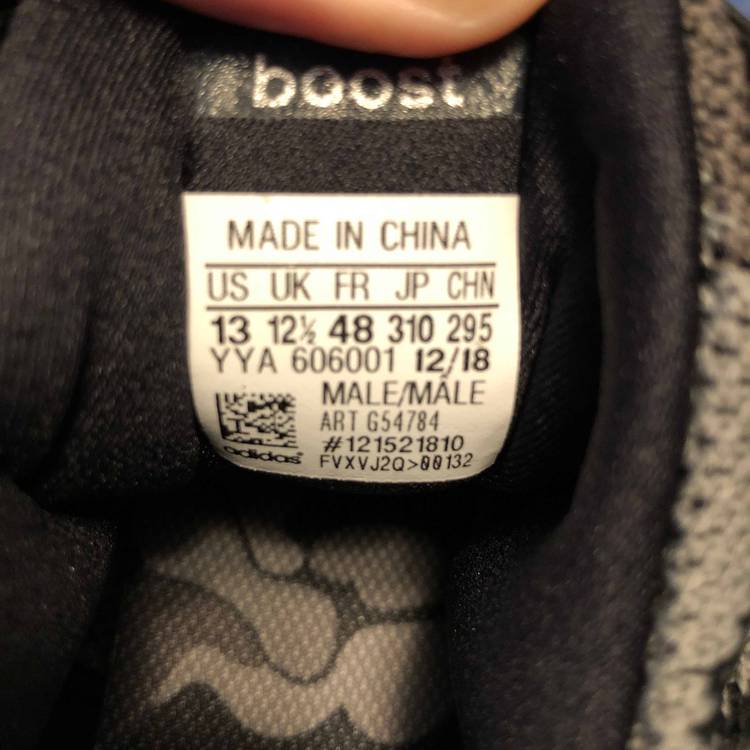 boost
MADE IN CHINA
US UK FR JP CHN
13 12½ 48 310 295
YYA 606001 12/18
MALE/MÂLE
ART G54784
#121521810
adidas
FVXVJ2Q>00132